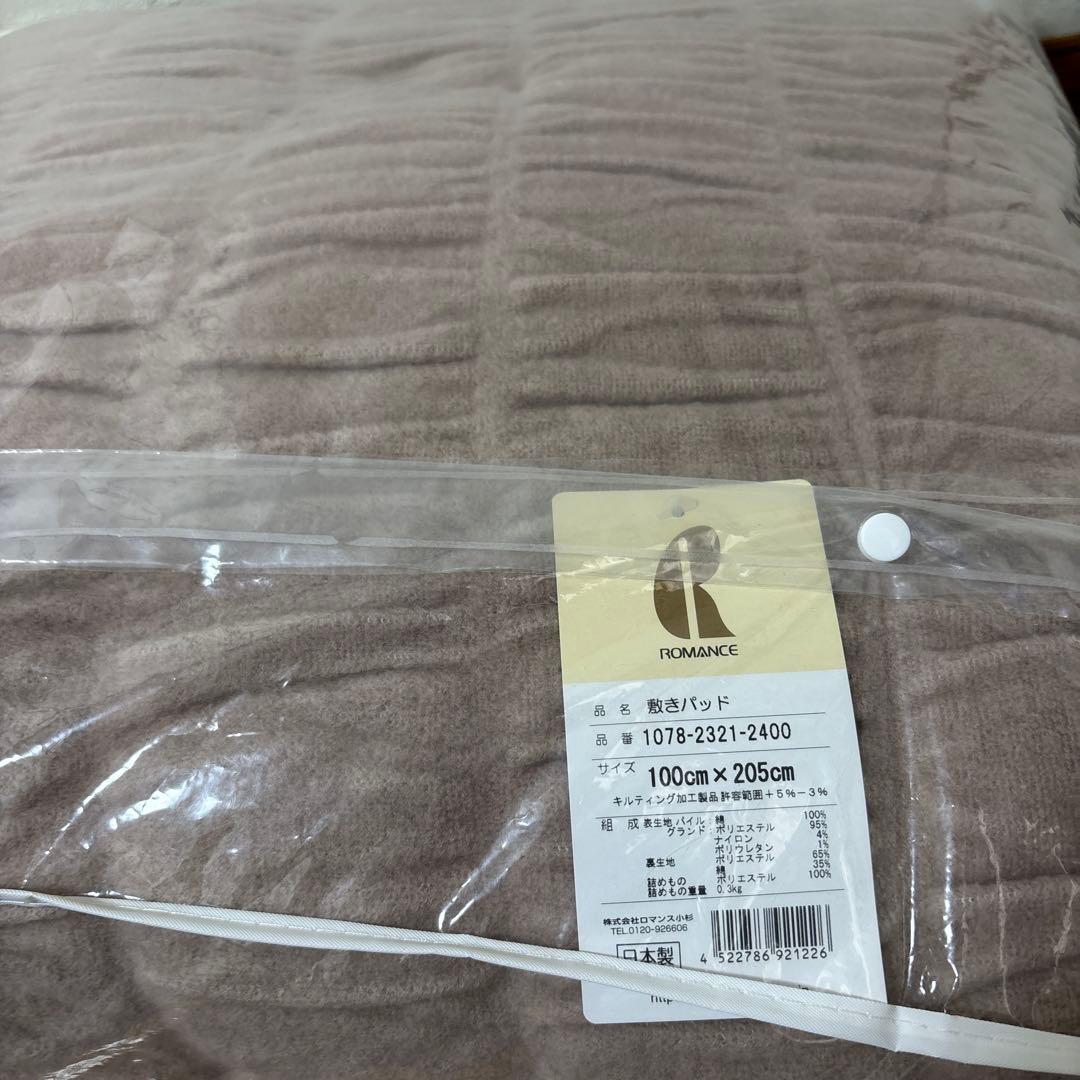 ROMANCE
品名 敷きパッド
品番 1078-2321-2400
サイズ 100cm×205cm
キルティング加工製品 許容範囲+5%-3%
組成 表生地 パイル:綿 100%
グランド:ポリエステル 95%
ナイロン 4%
ポリウレタン 1%
裏生地 ポリエステル 65%
綿 35%
詰めもの ポリエステル 100%
詰めもの重量 0.3kg
株式会社ロマンス小杉
TEL.0120-926606
日本製
4 522786 921226
http